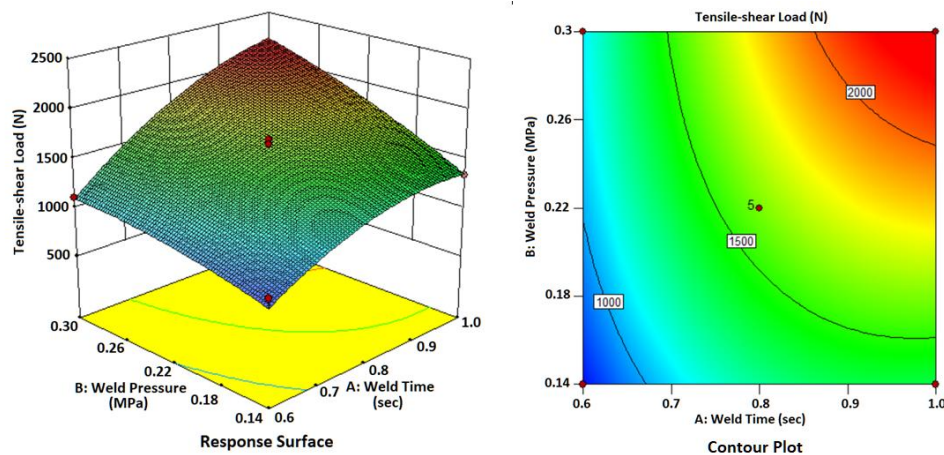 2500
2000
1500
1000
500
Tensile-shear Load (N)
0.30
0.26
0.22
0.18
0.14
B: Weld Pressure
(MPa)
0.6
0.7
0.8
0.9
1.0
A: Weld Time
(sec)
Response Surface
Tensile-shear Load (N)
0.3
0.26
0.22
0.18
0.14
B: Weld Pressure (MPa)
2000
5
1500
1000
0.6
0.7
0.8
0.9
1.0
A: Weld Time (sec)
Contour Plot